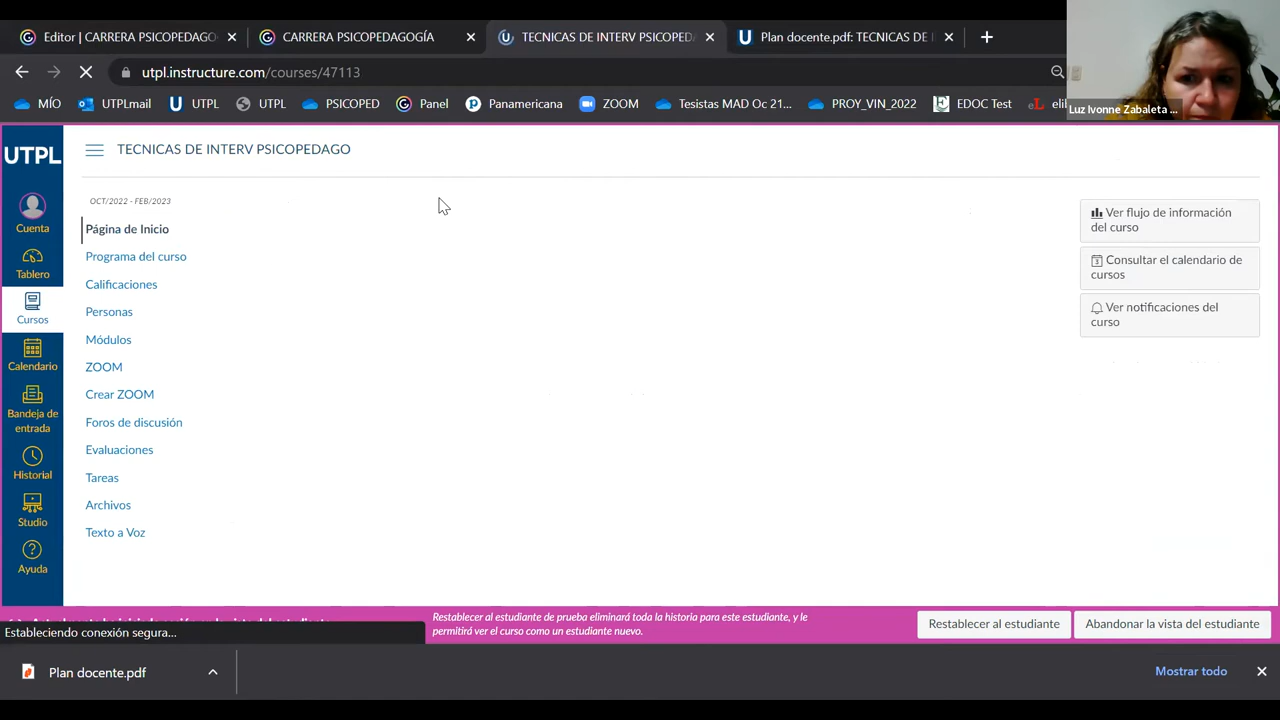 Editor | CARRERA PSICOPEDAGO
CARRERA PSICOPEDAGOGÍA
TECNICAS DE INTERV PSICOPED
Plan docente.pdf: TECNICAS DE I
utpl.instructure.com/courses/47113
MÍO
UTPLmail
UTPL
UTPL
PSICOPED
Panel
Panamericana
ZOOM
Tesistas MAD Oc 21...
PROY_VIN_2022
EDOC Test
Luz Ivonne Zabaleta ...
UTPL
TECNICAS DE INTERV PSICOPEDAGO
Cuenta
Tablero
Cursos
Calendario
Bandeja de
entrada
Historial
Studio
Ayuda
OCT/2022 - FEB/2023
Página de Inicio
Programa del curso
Calificaciones
Personas
Módulos
ZOOM
Crear ZOOM
Foros de discusión
Evaluaciones
Tareas
Archivos
Texto a Voz
Ver flujo de información
del curso
Consultar el calendario de
cursos
Ver notificaciones del
curso
Estableciendo conexión segura...
Restablecer al estudiante de prueba eliminará toda la historia para este estudiante, y le
permitirá ver el curso como un estudiante nuevo.
Restablecer al estudiante
Abandonar la vista del estudiante
Plan docente.pdf
Mostrar todo